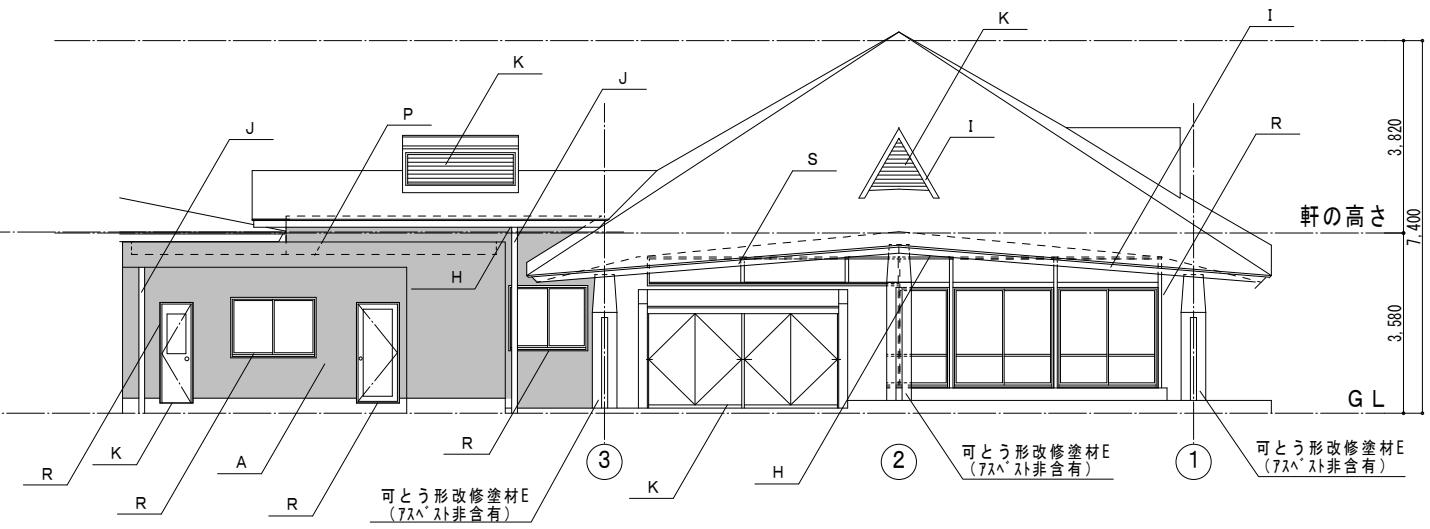 K
I
K
J
P
J
I
R
S
3,820
軒の高さ
7,400
H
3,580
GL
R
K
A
R
R
R
可とう形改修塗材E
(アスベスト非含有)
3
K
H
2
可とう形改修塗材E
(アスベスト非含有)
1
可とう形改修塗材E
(アスベスト非含有)